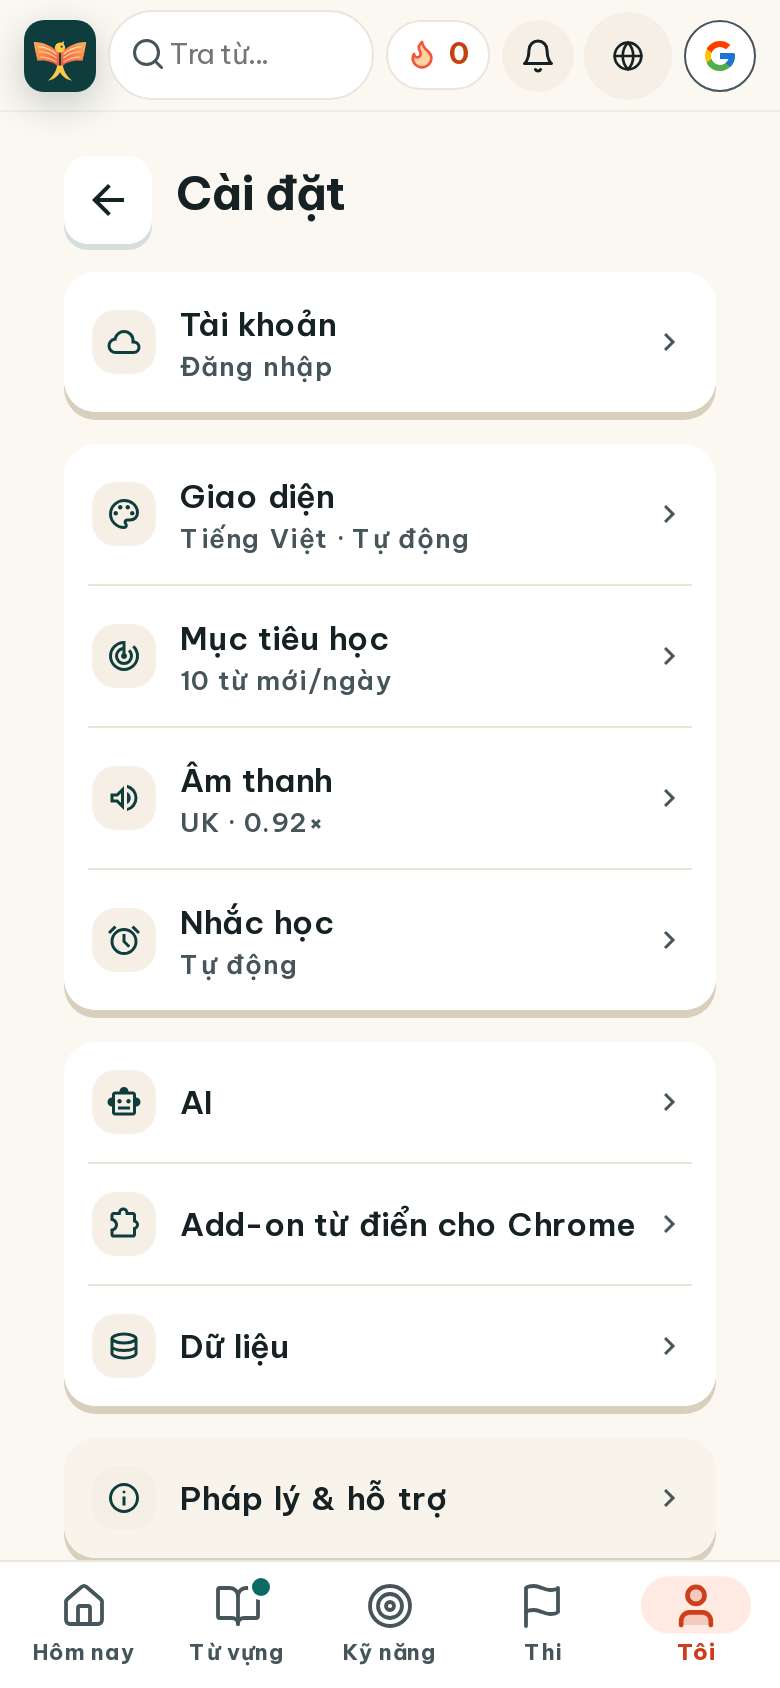 Tra từ...
0
Cài đặt
Tài khoản
Đăng nhập
Giao diện
Tiếng Việt · Tự động
Mục tiêu học
10 từ mới/ngày
Âm thanh
UK · 0.92×
Nhắc học
Tự động
AI
Add-on từ điển cho Chrome
Dữ liệu
Pháp lý & hỗ trợ
Hôm nay
Từ vựng
Kỹ năng
Thi
Tôi